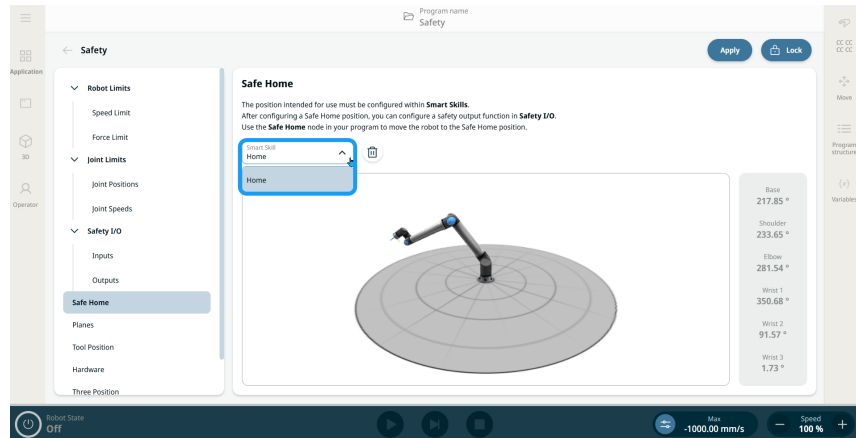 Program name
Safety
Safety
Apply
Lock
Application
3D
Operator
Robot Limits
Speed Limit
Force Limit
Joint Limits
Joint Positions
Joint Speeds
Safety I/O
Inputs
Outputs
Safe Home
Planes
Tool Position
Hardware
Three Position
Safe Home
The position intended for use must be configured within Smart Skills.
After configuring a Safe Home position, you can configure a safety output function in Safety I/O.
Use the Safe Home node in your program to move the robot to the Safe Home position.
Smart Skill
Home
Home
Base
217.85 °
Shoulder
233.65 °
Elbow
281.54 °
Wrist 1
350.68 °
Wrist 2
91.57 °
Wrist 3
1.73 °
CC CC
CC CC
Move
Program
structure
(x)
Variables
Robot State
Off
Max
-1000.00 mm/s
Speed
100 %